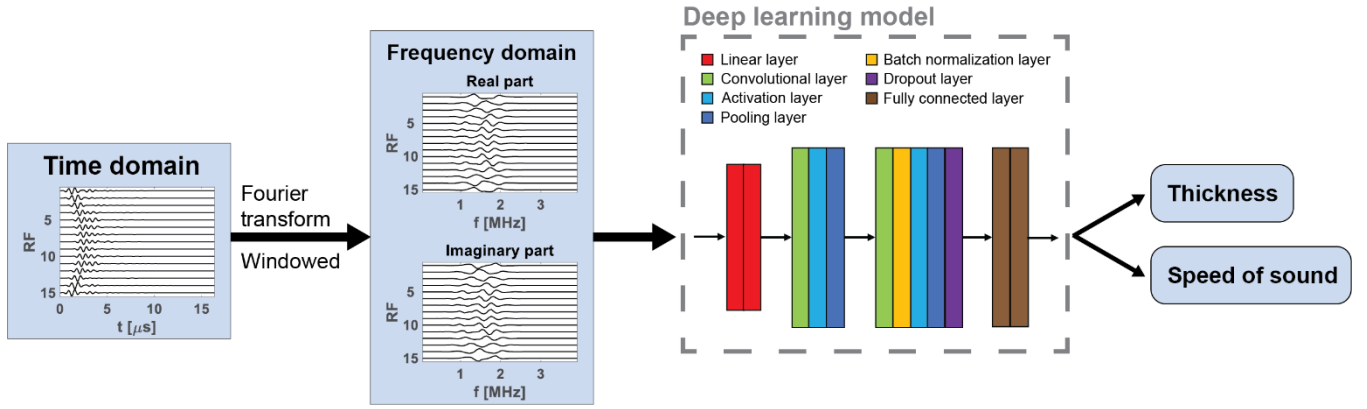 Time domain
RF
5
10
15
0
5
10
15
t [μs]
Fourier
transform
Windowed
Frequency domain
Real part
RF
5
10
15
1
2
3
f [MHz]
Imaginary part
RF
5
10
15
1
2
3
f [MHz]
Deep learning model
Linear layer
Convolutional layer
Activation layer
Pooling layer
Batch normalization layer
Dropout layer
Fully connected layer
Thickness
Speed of sound